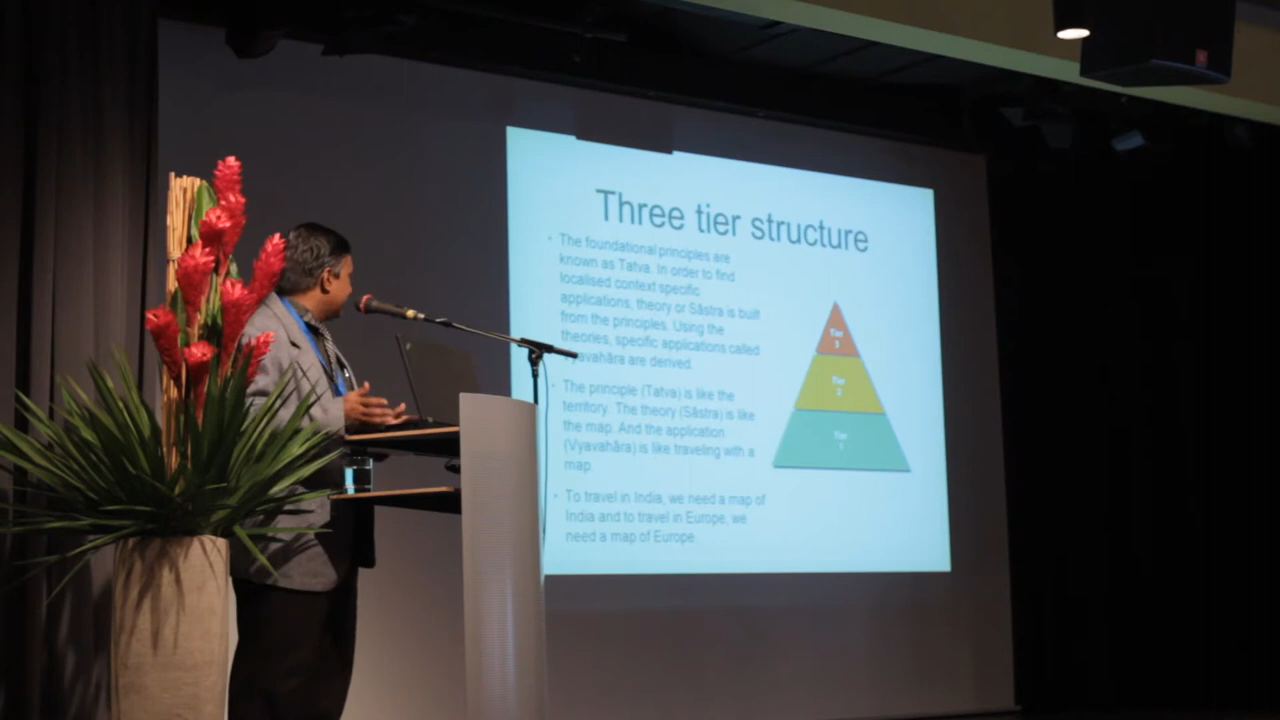 Three tier structure
The foundational principles are
known as Tatva. In order to find
localised context specific
applications, theory or Sāstra is built
from the principles. Using the
theories, specific applications called
Vyavahāra are derived.
The principle (Tatva) is like the
territory. The theory (Sāstra) is like
the map. And the application
(Vyavahāra) is like traveling with a
map.
To travel in India, we need a map of
India and to travel in Europe, we
need a map of Europe.
Tier
3
Tier
2
Tier
1